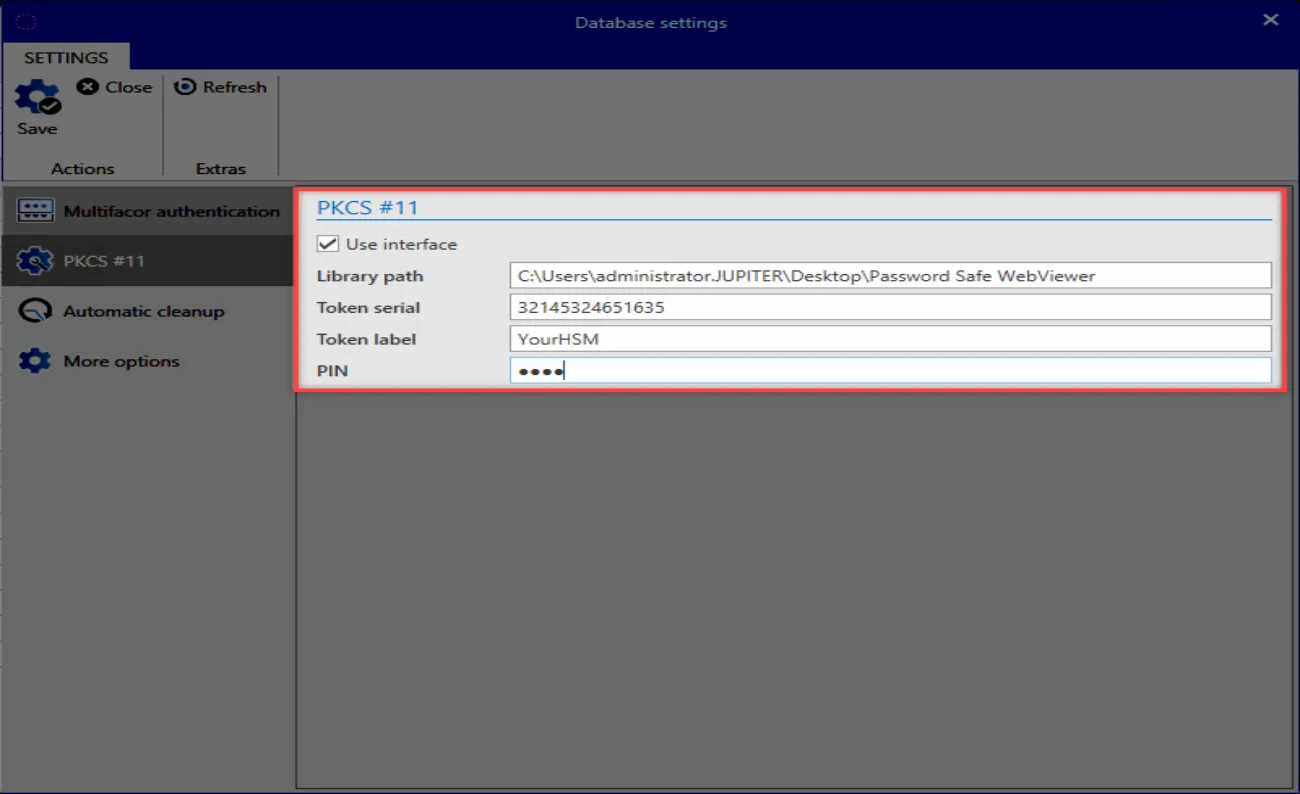 Database settings
SETTINGS
Close
Refresh
Save
Actions
Extras
Multifacor authentication
PKCS #11
Automatic cleanup
More options
PKCS #11
Use interface
Library path C:\Users\administrator.JUPITER\Desktop\Password Safe WebViewer
Token serial 32145324651635
Token label YourHSM
PIN ●●●●